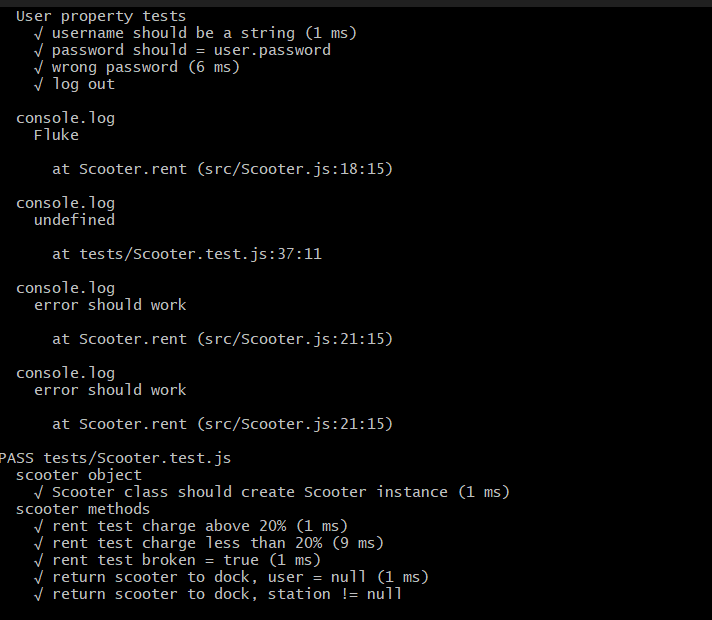 User property tests
√ username should be a string (1 ms)
√ password should = user.password
√ wrong password (6 ms)
√ log out
console.log
Fluke
at Scooter.rent (src/Scooter.js:18:15)
console.log
undefined
at tests/Scooter.test.js:37:11
console.log
error should work
at Scooter.rent (src/Scooter.js:21:15)
console.log
error should work
at Scooter.rent (src/Scooter.js:21:15)
PASS tests/Scooter.test.js
scooter object
√ Scooter class should create Scooter instance (1 ms)
scooter methods
√ rent test charge above 20% (1 ms)
√ rent test charge less than 20% (9 ms)
√ rent test broken = true (1 ms)
√ return scooter to dock, user = null (1 ms)
√ return scooter to dock, station != null